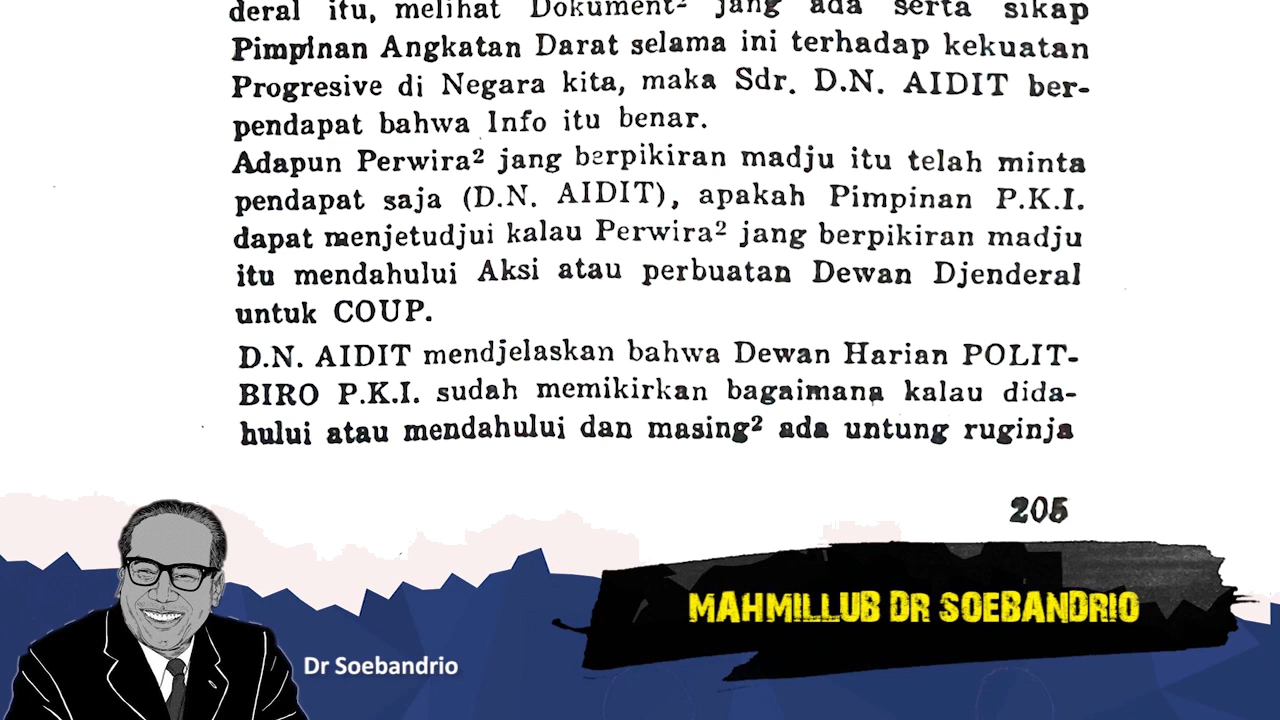 deral itu, melihat Dokument² jang ada serta sikap
Pimpinan Angkatan Darat selama ini terhadap kekuatan
Progresive di Negara kita, maka Sdr. D.N. AIDIT ber-
pendapat bahwa Info itu benar.
Adapun Perwira² jang berpikiran madju itu telah minta
pendapat saja (D.N. AIDIT), apakah Pimpinan P.K.I.
dapat menjetudjui kalau Perwira² jang berpikiran madju
itu mendahului Aksi atau perbuatan Dewan Djenderal
untuk COUP.
D.N. AIDIT mendjelaskan bahwa Dewan Harian POLIT-
BIRO P.K.I. sudah memikirkan bagaimana kalau dida-
hului atau mendahului dan masing² ada untung ruginja
205
MAHMILLUB DR SOEBANDRIO
Dr Soebandrio